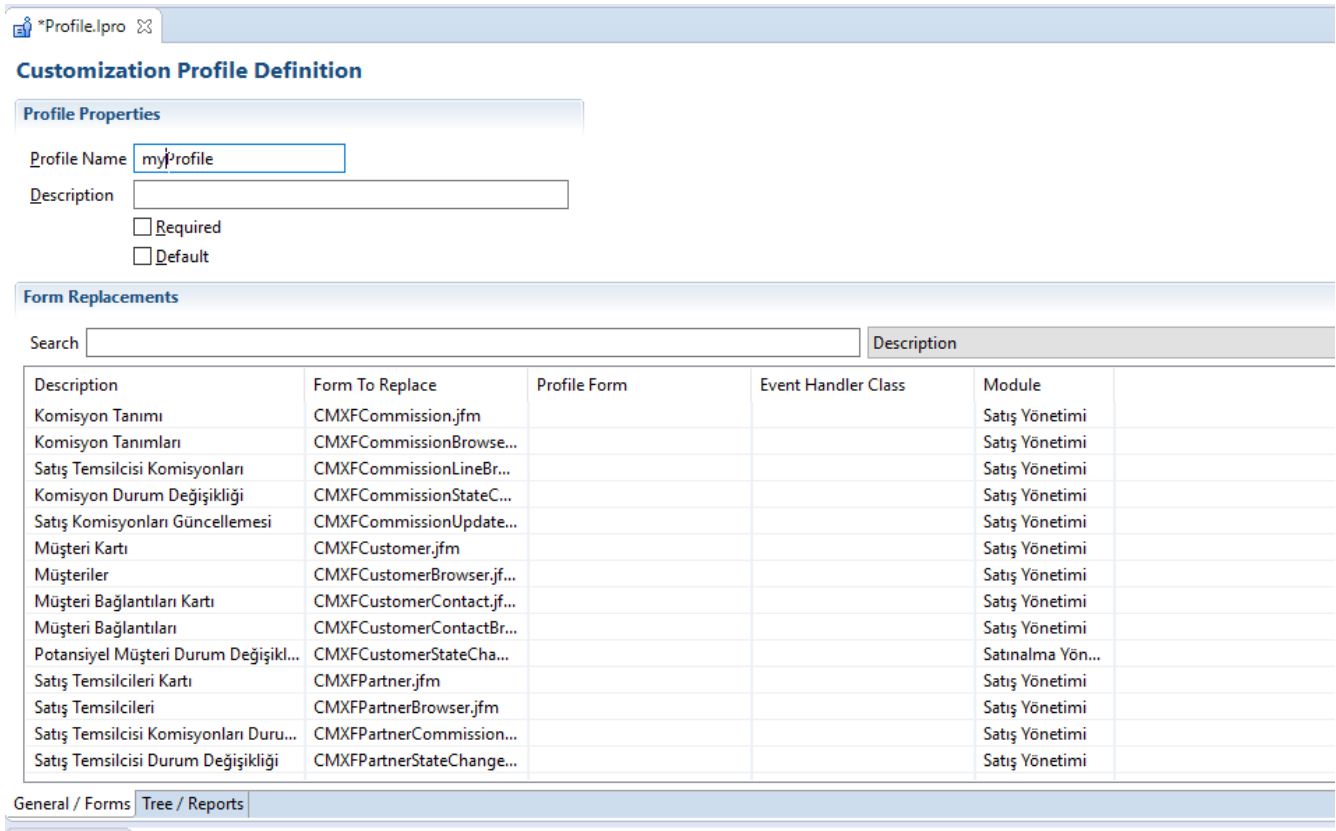 *Profile.lpro
Customization Profile Definition
Profile Properties
Profile Name myProfile
Description
Required
Default
Form Replacements
Search Description
Description Form To Replace Profile Form Event Handler Class Module
Komisyon Tanımı CMXFCommission.jfm Satış Yönetimi
Komisyon Tanımları CMXFCommissionBrowse... Satış Yönetimi
Satış Temsilcisi Komisyonları CMXFCommissionLineBr... Satış Yönetimi
Komisyon Durum Değişikliği CMXFCommissionStateC... Satış Yönetimi
Satış Komisyonları Güncellemesi CMXFCommissionUpdate... Satış Yönetimi
Müşteri Kartı CMXFCustomer.jfm Satış Yönetimi
Müşteriler CMXFCustomerBrowser.jf... Satış Yönetimi
Müşteri Bağlantıları Kartı CMXFCustomerContact.jf... Satış Yönetimi
Müşteri Bağlantıları CMXFCustomerContactBr... Satış Yönetimi
Potansiyel Müşteri Durum Değişikl... CMXFCustomerStateCha... Satınalma Yön...
Satış Temsilcileri Kartı CMXFPartner.jfm Satış Yönetimi
Satış Temsilcileri CMXFPartnerBrowser.jfm Satış Yönetimi
Satış Temsilcisi Komisyonları Duru... CMXFPartnerCommission... Satış Yönetimi
Satış Temsilcisi Durum Değişikliği CMXFPartnerStateChange... Satış Yönetimi
General / Forms Tree / Reports